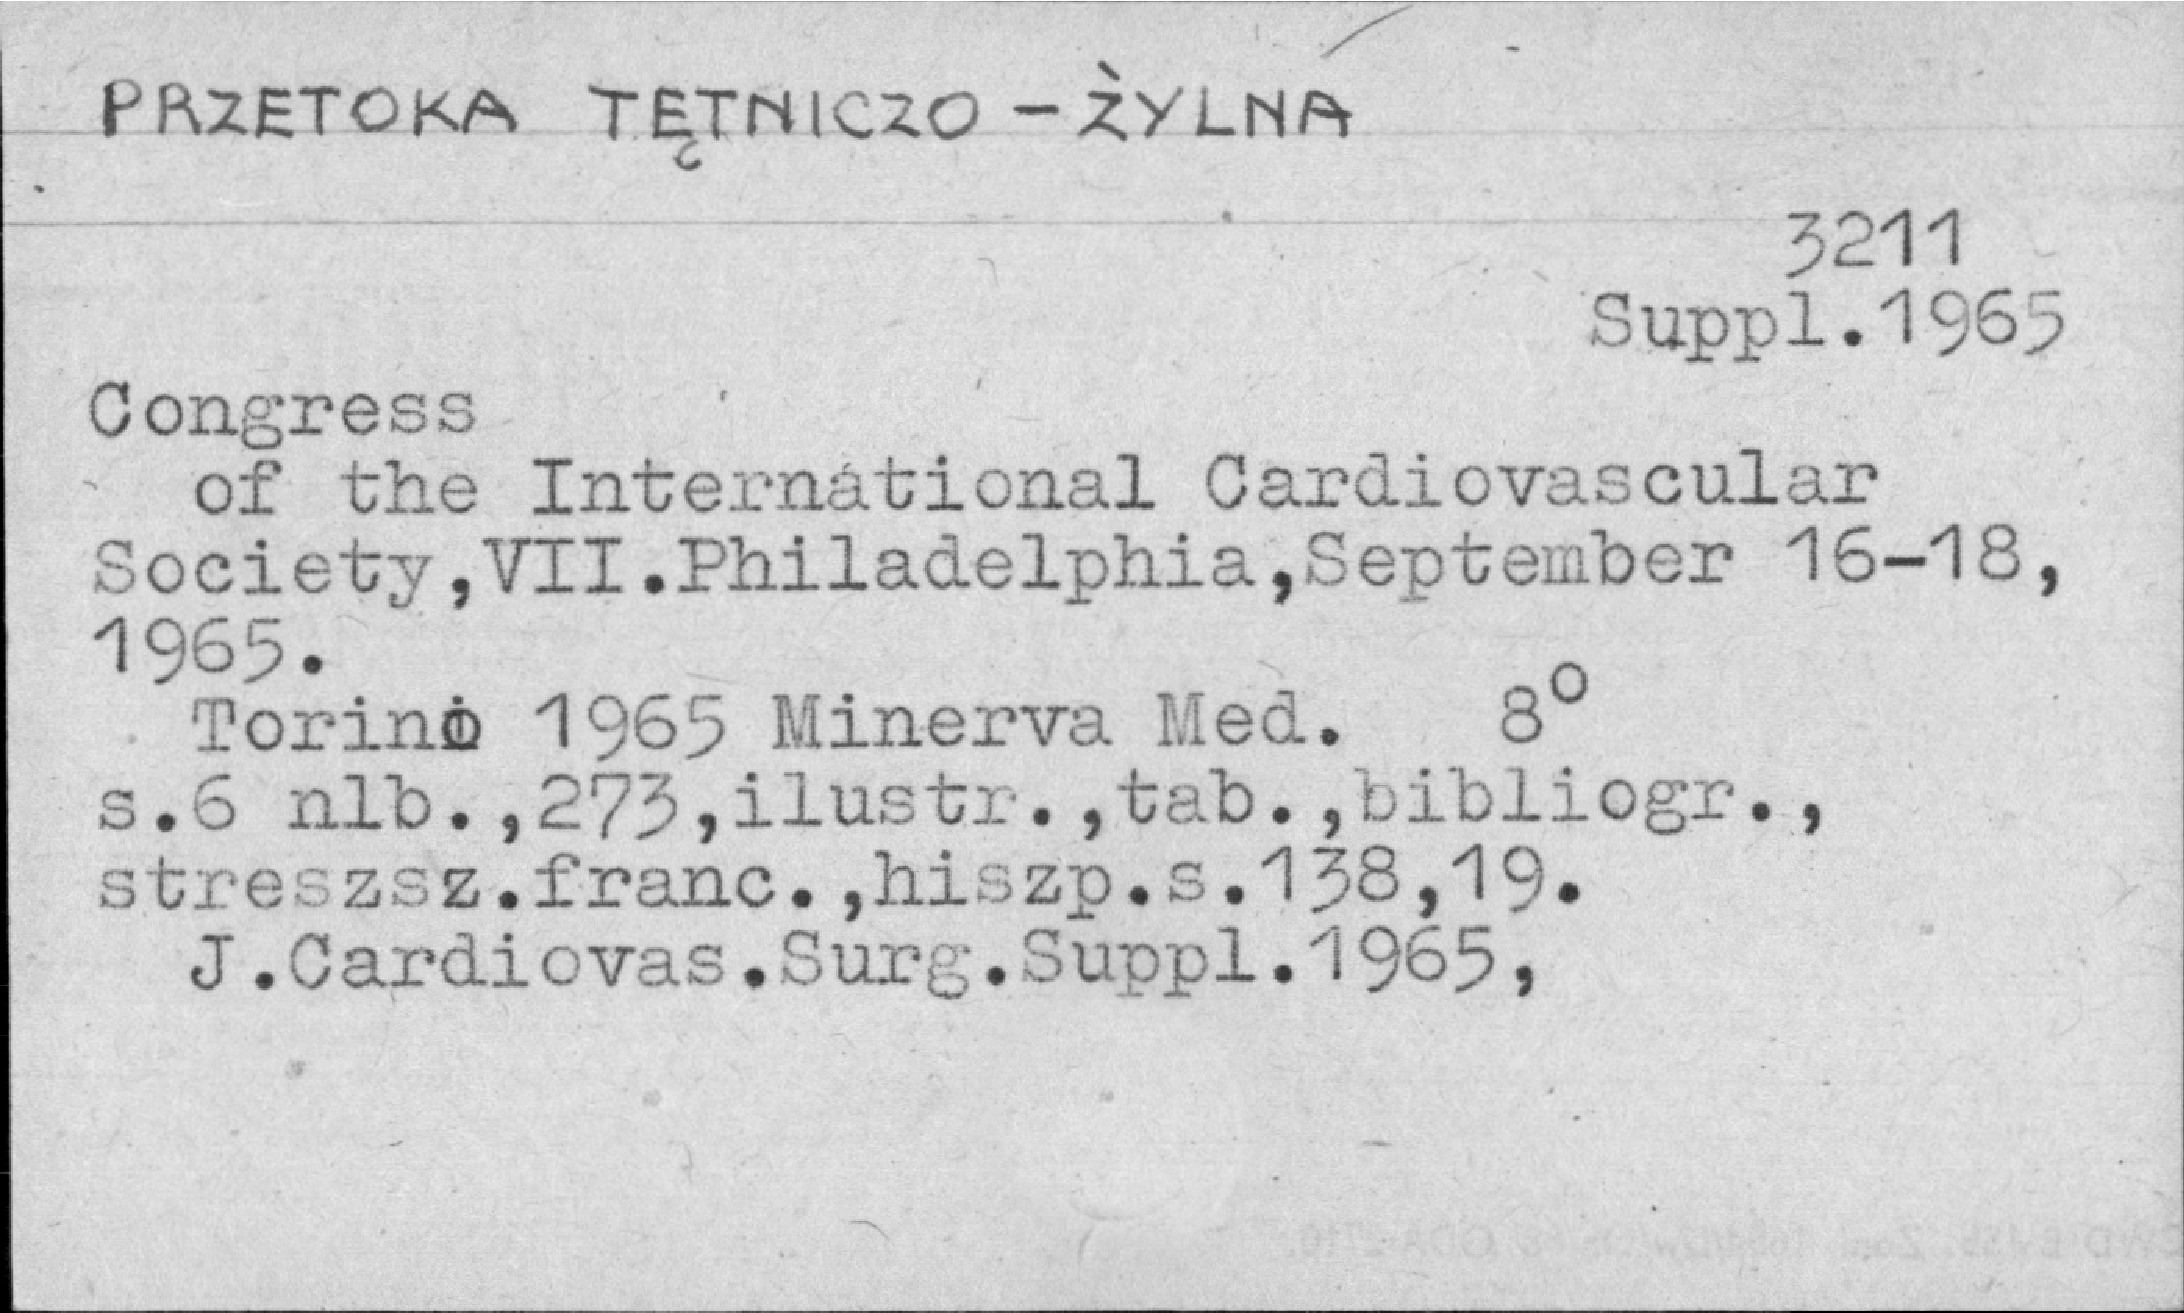 PRZETOKA TĘTNICZO - ŻYLNA
3211
Suppl.1965
Congress
of the International Cardiovascular
Society,VII.Philadelphia,September 16-18,
1965.
Torino 1965 Minerva Med. 8°
s.6 nlb.,273,ilustr.,tab.,bibliogr.,
streszsz.franc.,hiszp.s.138,19.
J.Cardiovas.Surg.Suppl.1965,